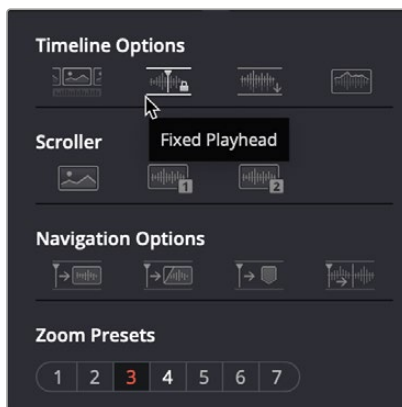 Timeline Options
Scroller
Fixed Playhead
1 2
Navigation Options
Zoom Presets
1 2 3 4 5 6 7